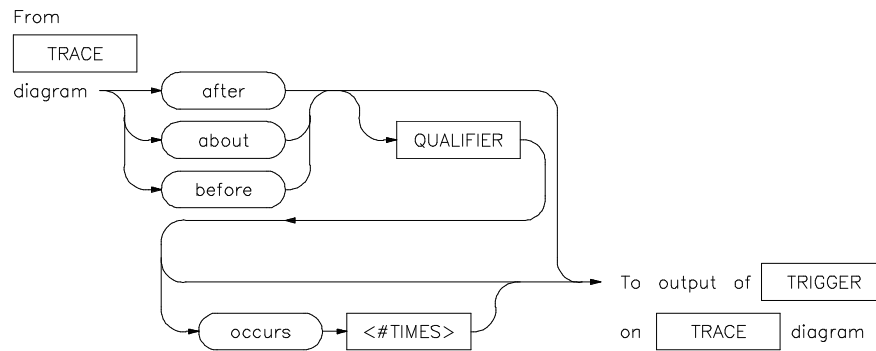 From
TRACE
diagram
after
about
before
QUALIFIER
occurs
<#TIMES>
To output of TRIGGER
on TRACE diagram